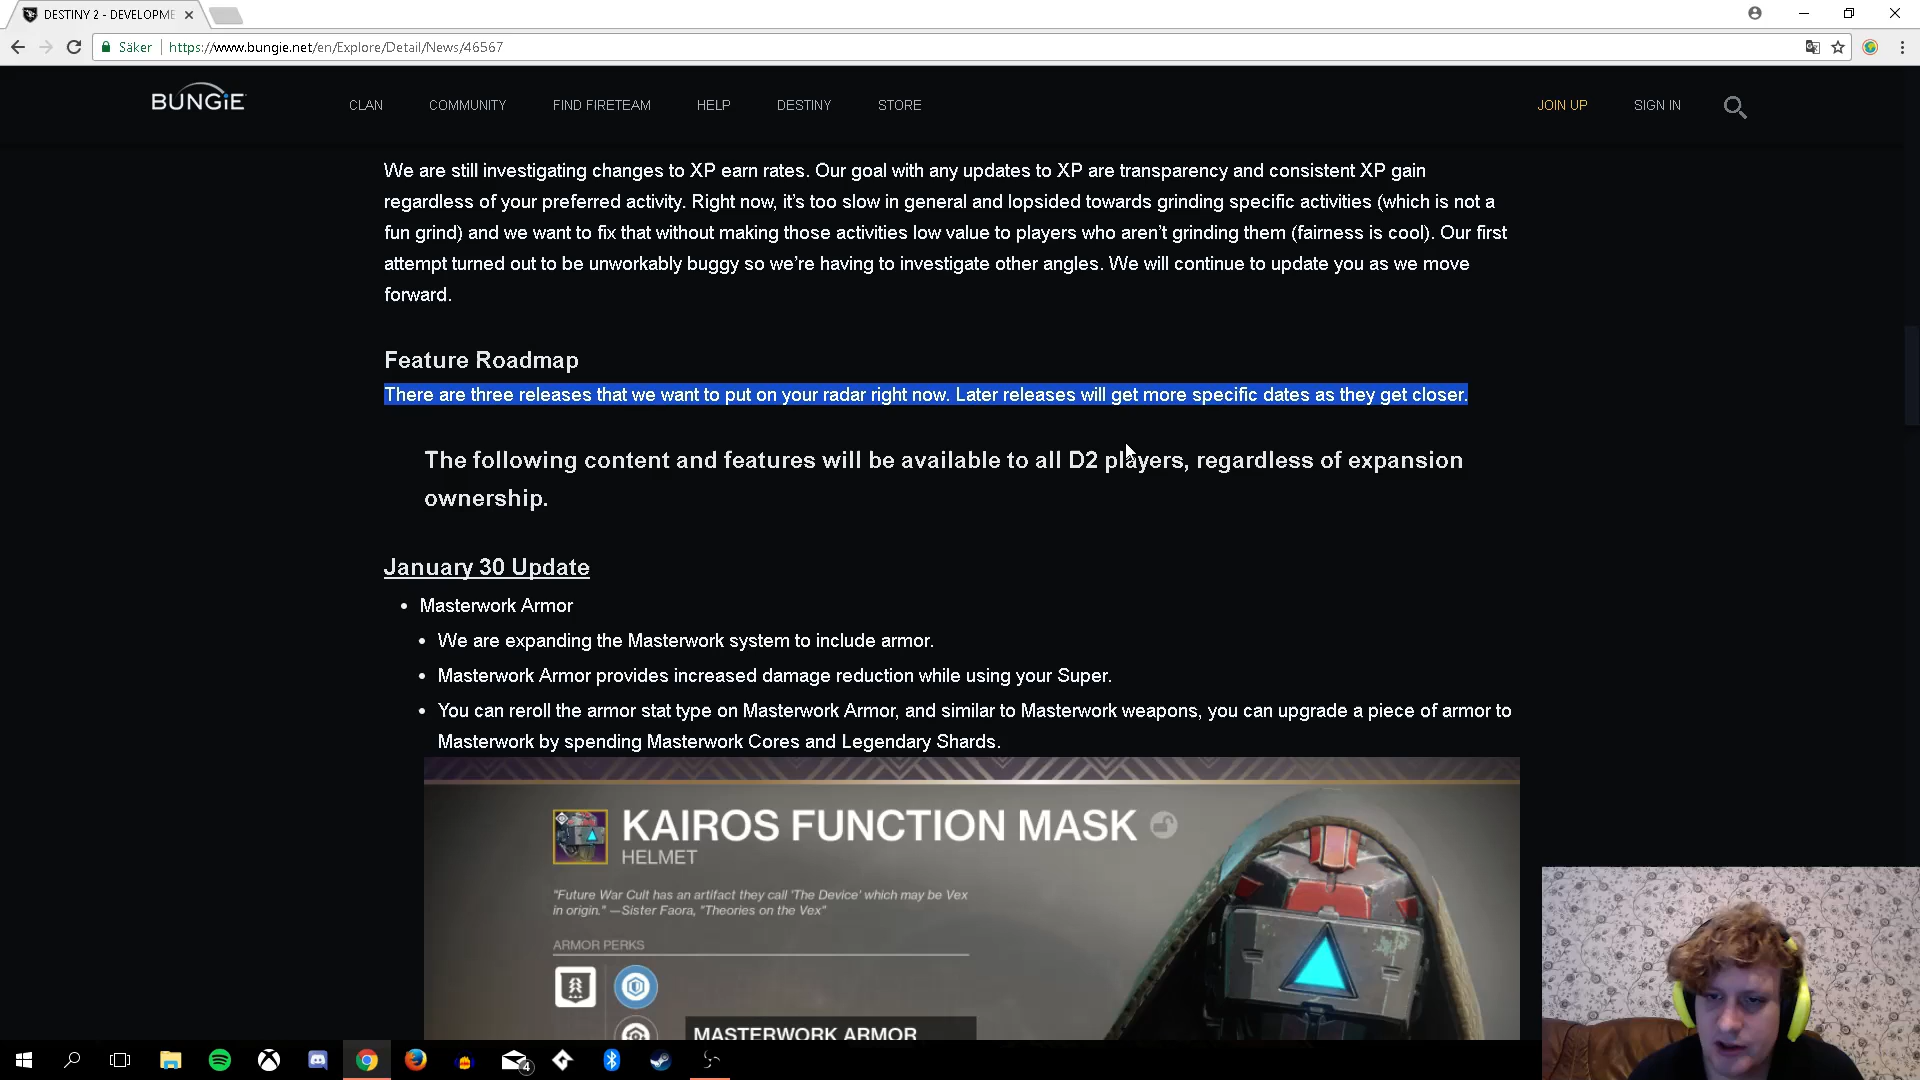 DESTINY 2 - DEVELOPME
Säker
https://www.bungie.net/en/Explore/Detail/News/46567
BUNGiE
CLAN
COMMUNITY
FIND FIRETEAM
HELP
DESTINY
STORE
JOIN UP
SIGN IN
We are still investigating changes to XP earn rates. Our goal with any updates to XP are transparency and consistent XP gain
regardless of your preferred activity. Right now, it’s too slow in general and lopsided towards grinding specific activities (which is not a
fun grind) and we want to fix that without making those activities low value to players who aren’t grinding them (fairness is cool). Our first
attempt turned out to be unworkably buggy so we’re having to investigate other angles. We will continue to update you as we move
forward.
Feature Roadmap
There are three releases that we want to put on your radar right now. Later releases will get more specific dates as they get closer.
The following content and features will be available to all D2 players, regardless of expansion
ownership.
January 30 Update
• Masterwork Armor
• We are expanding the Masterwork system to include armor.
• Masterwork Armor provides increased damage reduction while using your Super.
• You can reroll the armor stat type on Masterwork Armor, and similar to Masterwork weapons, you can upgrade a piece of armor to
Masterwork by spending Masterwork Cores and Legendary Shards.
KAIROS FUNCTION MASK
HELMET
"Future War Cult has an artifact they call 'The Device' which may be Vex
in origin." —Sister Faora, "Theories on the Vex"
ARMOR PERKS
MASTERWORK ARMOR
4